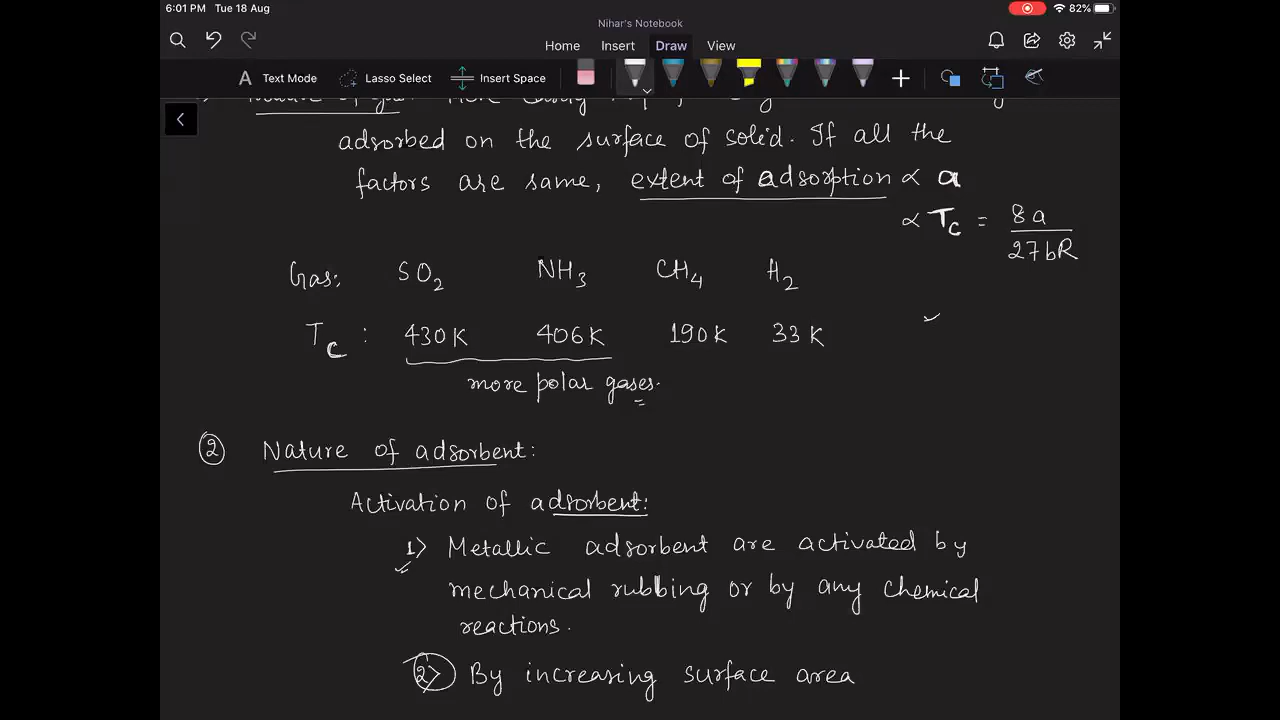 6:01 PM Tue 18 Aug 82%
Nihar's Notebook
Home Insert Draw View
Text Mode Lasso Select Insert Space
adsorbed on the surface of solid. If all the
factors are same, extent of adsorption ∝ a
∝ Tc = 8a / 27bR
Gas: SO2 NH3 CH4 H2
Tc : 430K 406K 190K 33K
more polar gases.
2 Nature of adsorbent:
Activation of adsorbent:
1> Metallic adsorbent are activated by
mechanical rubbing or by any chemical
reactions.
2> By increasing surface area